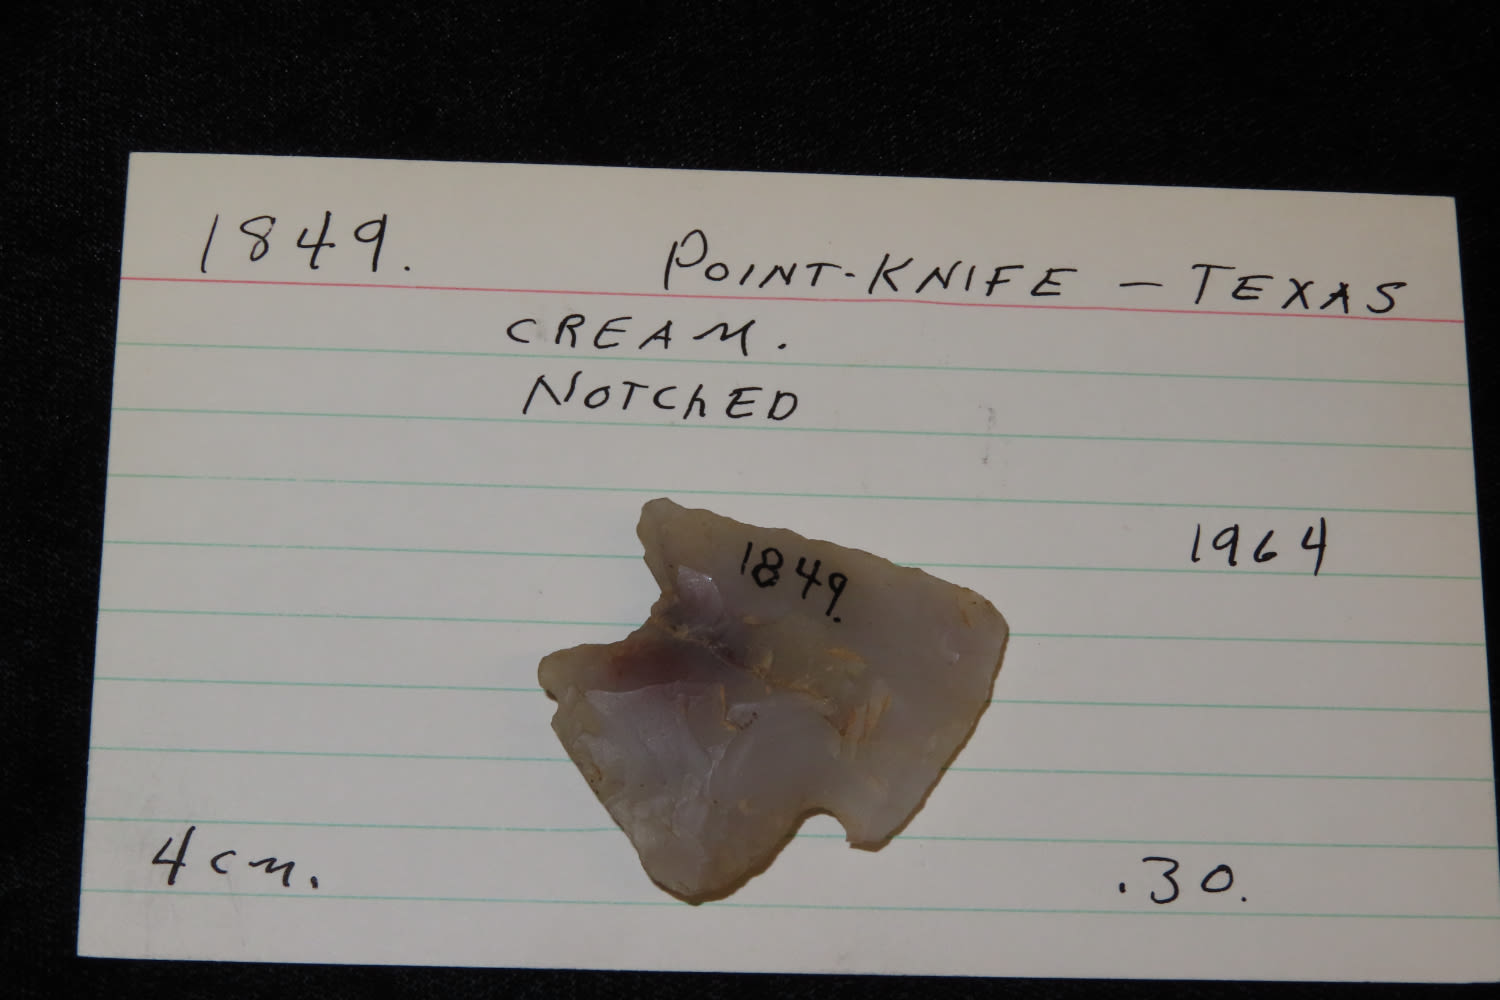 1849. POINT-KNIFE — TEXAS
CREAM.
NOTChED
1849.
1964
4cm. .30.